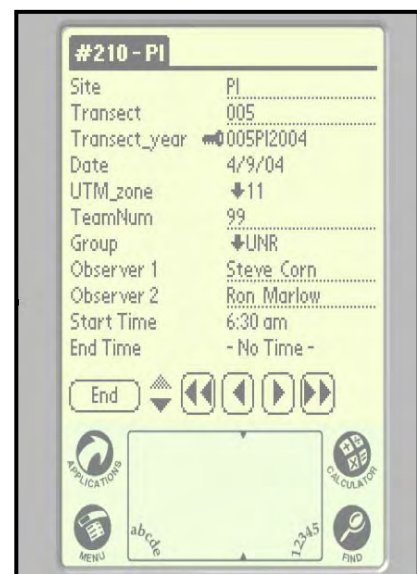 #210 - PI
Site PI
Transect 005
Transect_year 005PI2004
Date 4/9/04
UTM_zone 11
TeamNum 99
Group UNR
Observer 1 Steve Corn
Observer 2 Ron Marlow
Start Time 6:30 am
End Time - No Time -
End
APPLICATIONS
CALCULATOR
MENU
abcde
12345
FIND